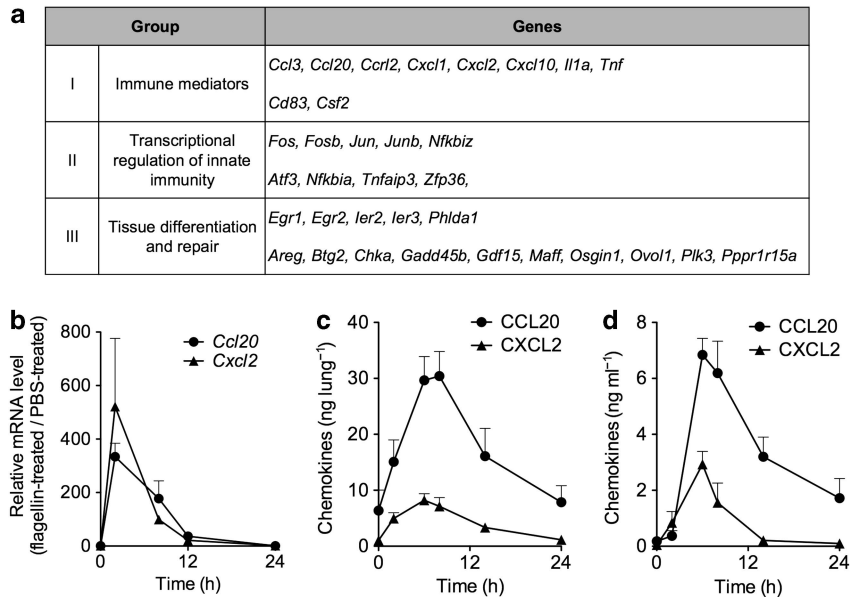 a
Group Genes
I Immune mediators
Ccl3, Ccl20, Ccrl2, Cxcl1, Cxcl2, Cxcl10, Il1a, Tnf
Cd83, Csf2
II
Transcriptional
regulation of innate
immunity
Fos, Fosb, Jun, Junb, Nfkbiz
Atf3, Nfkbia, Tnfaip3, Zfp36,
III
Tissue differentiation
and repair
Egr1, Egr2, Ier2, Ier3, Phlda1
Areg, Btg2, Chka, Gadd45b, Gdf15, Maff, Osgin1, Ovol1, Plk3, Pppr1r15a
b
Relative mRNA level
(flagellin-treated / PBS-treated)
800
600
400
200
0
Ccl20
Cxcl2
0 12 24
Time (h)
c
Chemokines (ng lung⁻¹)
40
30
20
10
0
CCL20
CXCL2
0 12 24
Time (h)
d
Chemokines (ng ml⁻¹)
8
6
4
2
0
CCL20
CXCL2
0 12 24
Time (h)